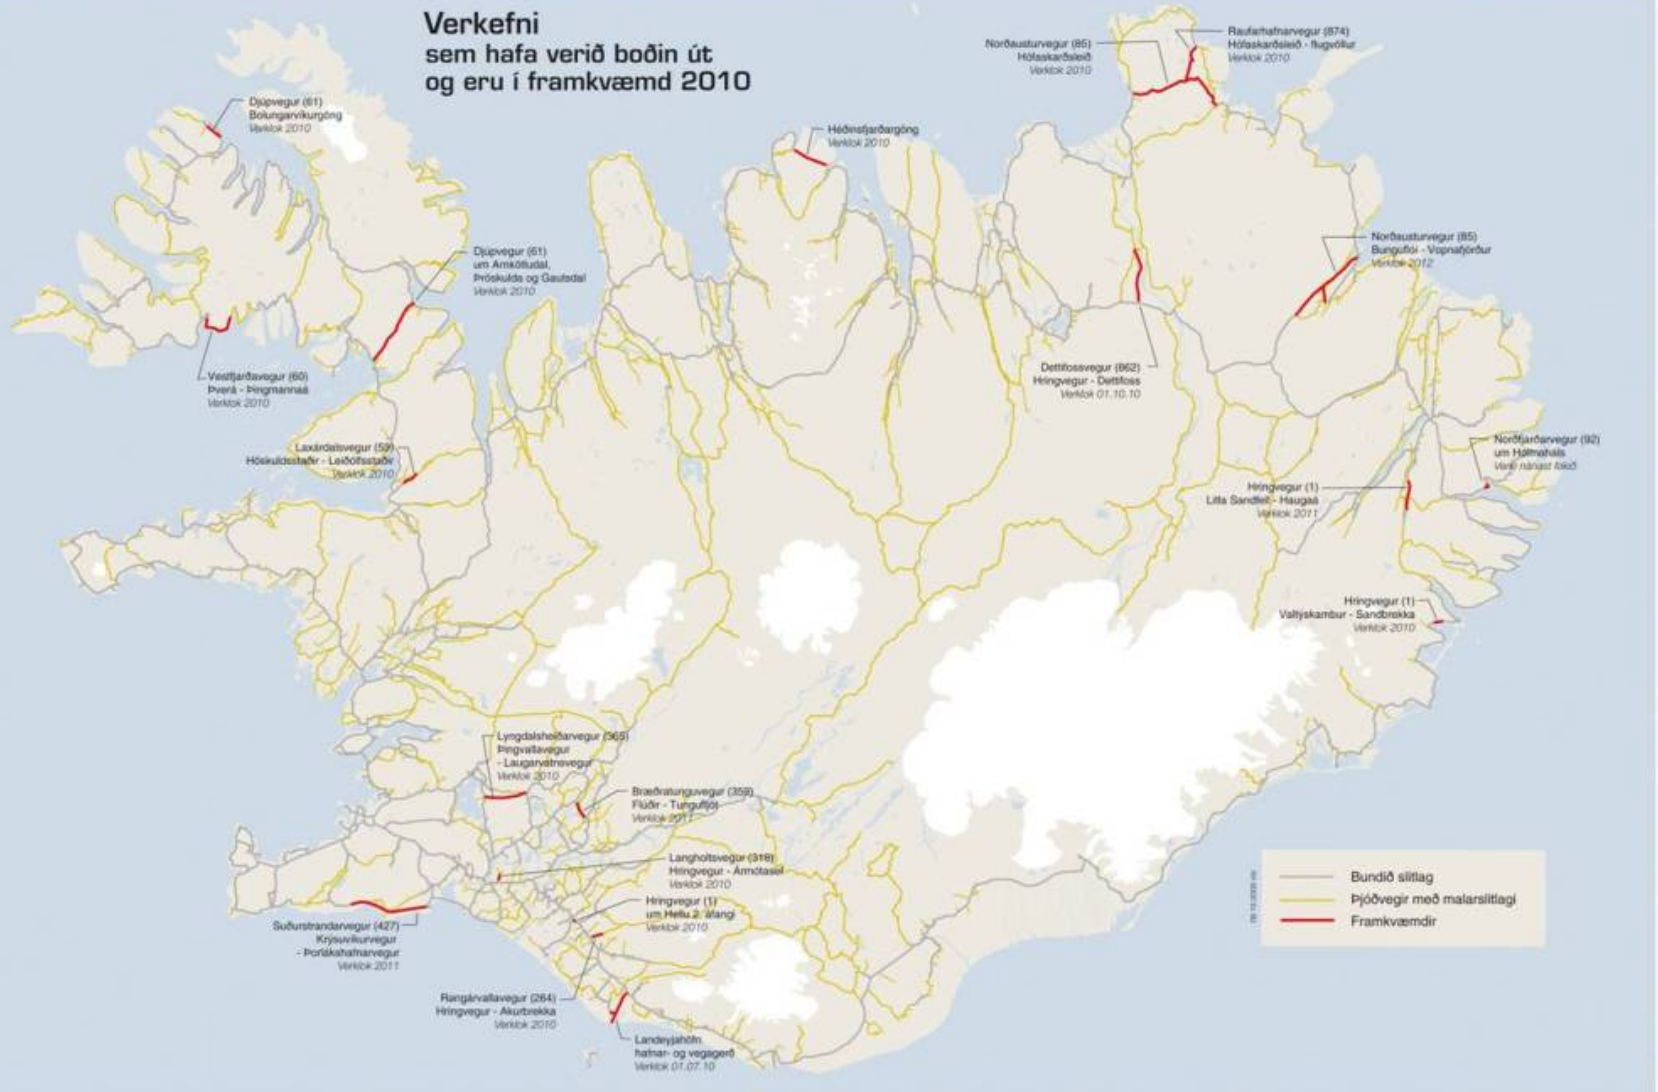 Verkefni
sem hafa verið boðin út
og eru í framkvæmd 2010
Norðausturvegur (85)
Hófaskarðsleið
Verklok 2010
Raufarhafnarvegur (874)
Hófaskarðsleið - flugvöllur
Verklok 2010
Djúpvegur (61)
Bolungarvíkurgöng
Verklok 2010
Héðinsfjarðargöng
Verklok 2010
Djúpvegur (61)
um Arnkötludal,
Þröskulda og Gautsdal
Verklok 2010
Norðausturvegur (85)
Bunguflói - Vopnafjörður
Verklok 2012
Vestfjarðavegur (60)
Þverá - Þingmannaá
Verklok 2010
Dettifossvegur (862)
Hringvegur - Dettifoss
Verklok 01.10.10
Laxárdalsvegur (59)
Höskuldsstaðir - Leiðólfsstaðir
Verklok 2010
Norðfjarðarvegur (92)
um Hólmaháls
Verki nánast lokið
Hringvegur (1)
Litla Sandfell - Haugaá
Verklok 2011
Hringvegur (1)
Valtýskambur - Sandbrekka
Verklok 2010
Lyngdalsheiðarvegur (365)
Þingvallavegur
- Laugarvatnsvegur
Verklok 2010
Bræðratunguvegur (359)
Flúðir - Tungufljót
Verklok 2011
Langholtsvegur (318)
Hringvegur - Ármótasel
Verklok 2010
Hringvegur (1)
um Hellu 2. áfangi
Verklok 2010
Suðurstrandarvegur (427)
Krýsuvíkurvegur
- Þorlákshafnarvegur
Verklok 2011
Rangárvallavegur (264)
Hringvegur - Akurbrekka
Verklok 2010
Landeyjahöfn
hafnar- og vegagerð
Verklok 01.07.10
Bundið slitlag
Þjóðvegir með malarslitlagi
Framkvæmdir